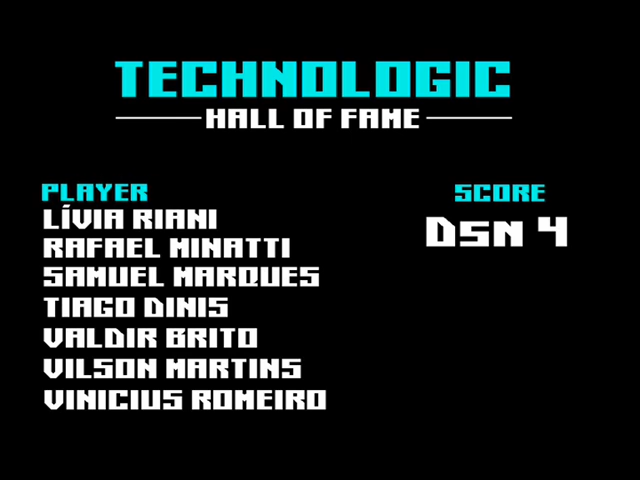 TECHNOLOGIC
HALL OF FAME
PLAYER
SCORE
LÍVIA RIANI
DSN 4
RAFAEL MINATTI
SAMUEL MARQUES
TIAGO DINIS
VALDIR BRITO
VILSON MARTINS
VINICIUS ROMEIRO